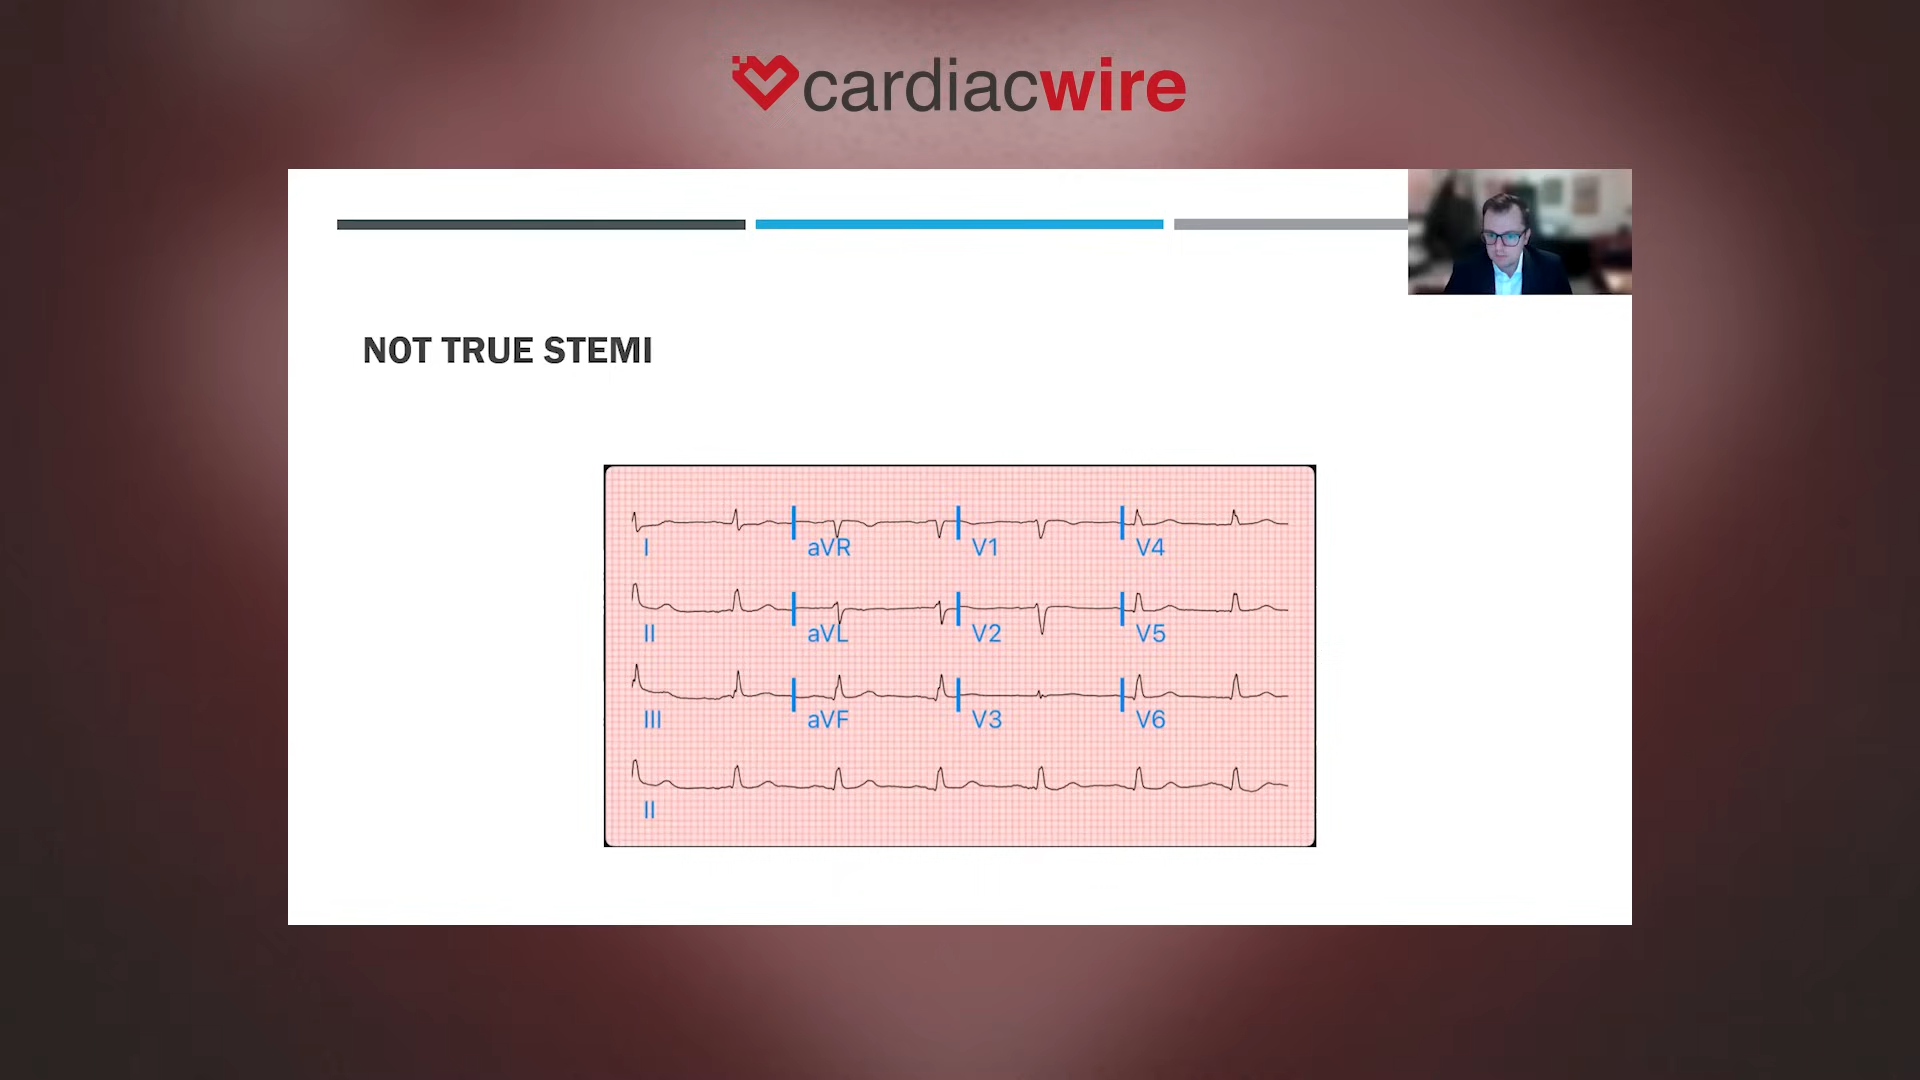 cardiacwire
NOT TRUE STEMI
I aVR V1 V4
II aVL V2 V5
III aVF V3 V6
II